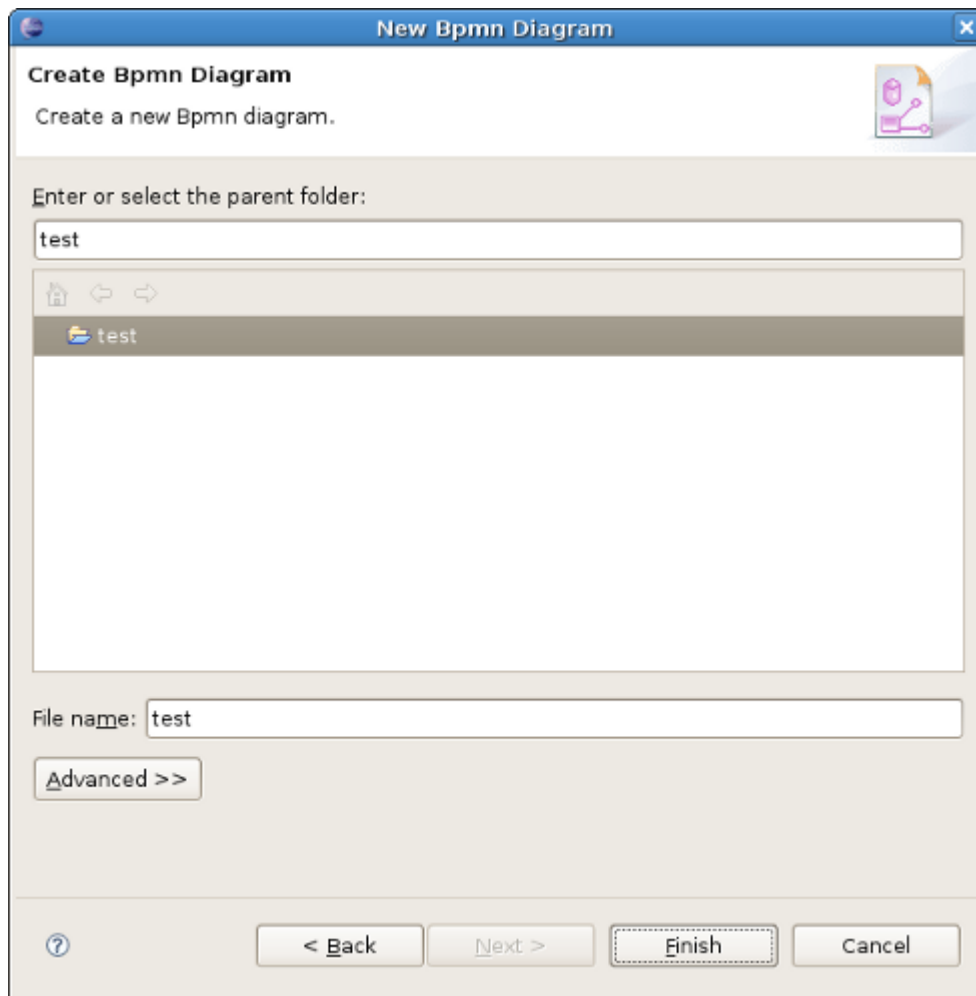 New Bpmn Diagram
Create Bpmn Diagram
Create a new Bpmn diagram.
Enter or select the parent folder:
test
test
File name: test
Advanced >>
< Back Next > Finish Cancel